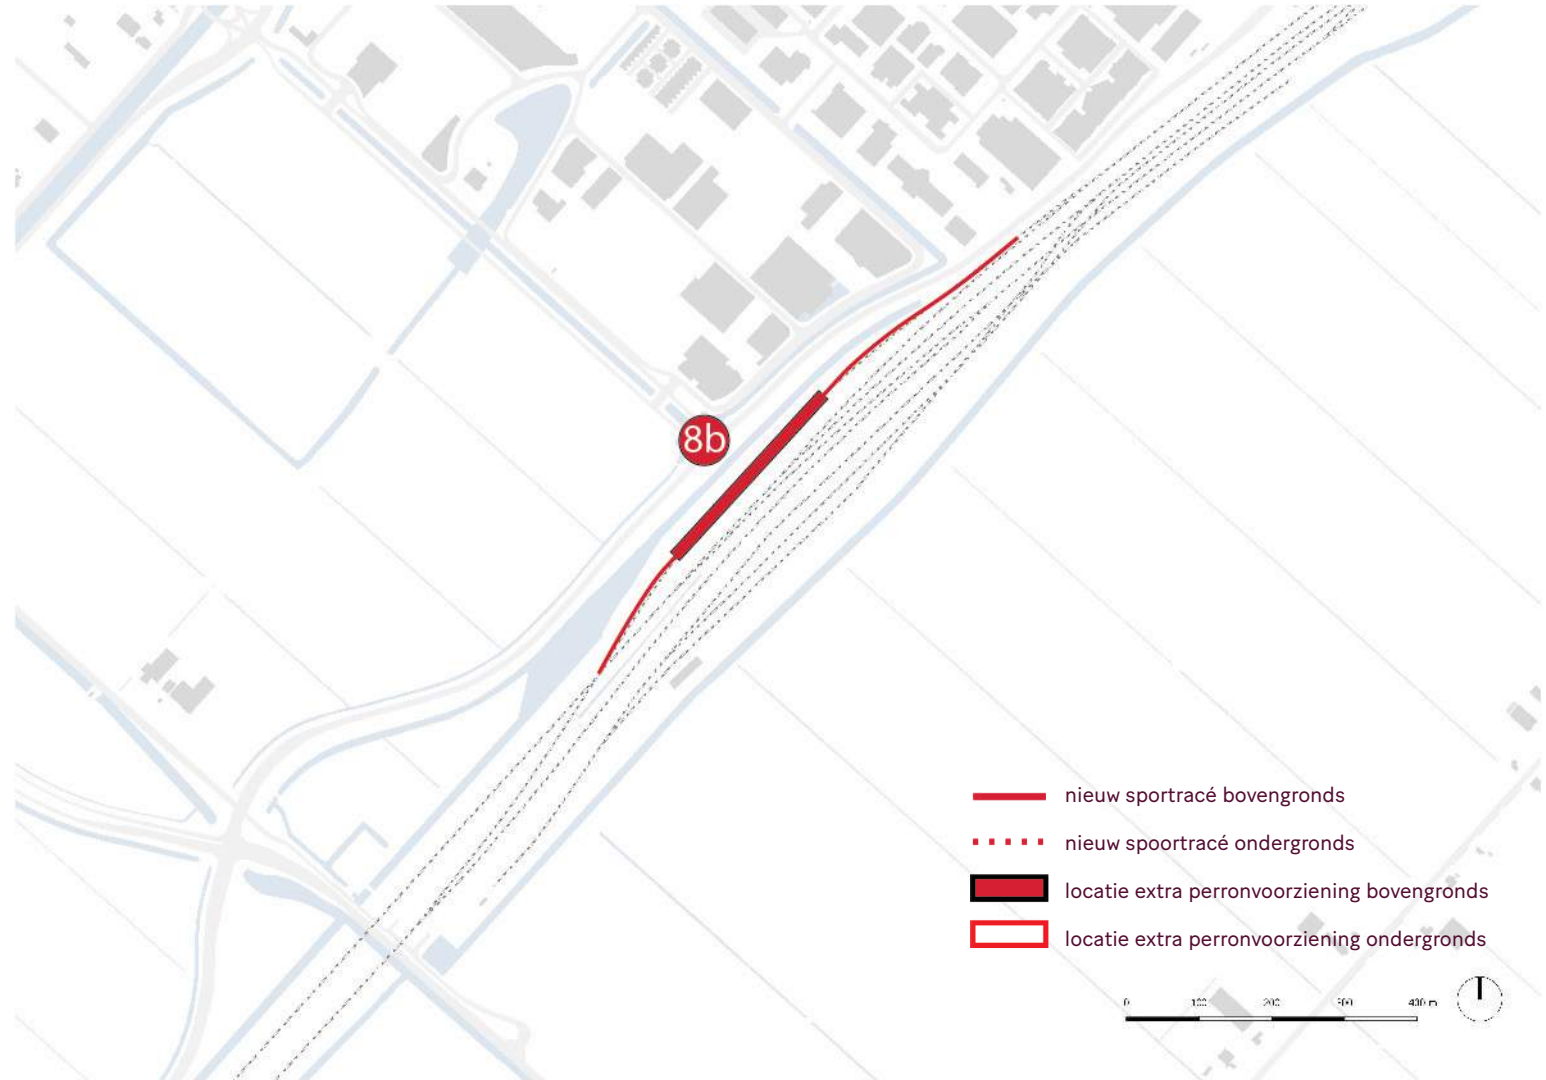 8b
nieuw sportracé bovengronds
nieuw spoortracé ondergronds
locatie extra perronvoorziening bovengronds
locatie extra perronvoorziening ondergronds
0 100 200 300 400 m